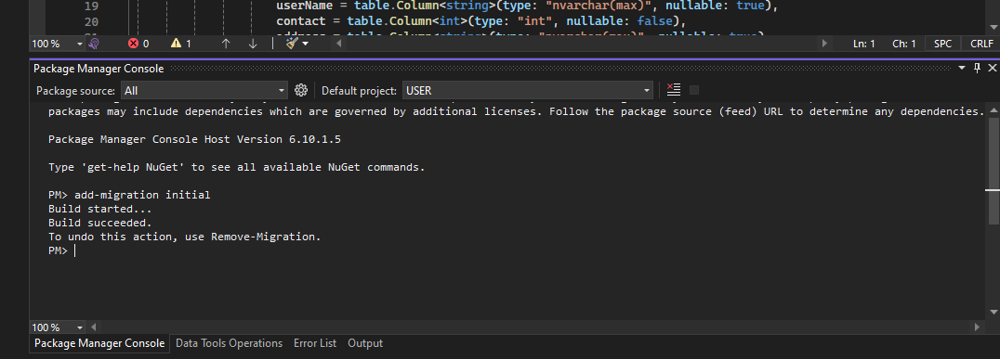 19 userName = table.Column<string>(type: "nvarchar(max)", nullable: true),
20 contact = table.Column<int>(type: "int", nullable: false),
100 % 0 1 Ln: 1 Ch: 1 SPC CRLF
Package Manager Console
Package source: All Default project: USER
packages may include dependencies which are governed by additional licenses. Follow the package source (feed) URL to determine any dependencies.
Package Manager Console Host Version 6.10.1.5
Type 'get-help NuGet' to see all available NuGet commands.
PM> add-migration initial
Build started...
Build succeeded.
To undo this action, use Remove-Migration.
PM>
100 %
Package Manager Console Data Tools Operations Error List Output